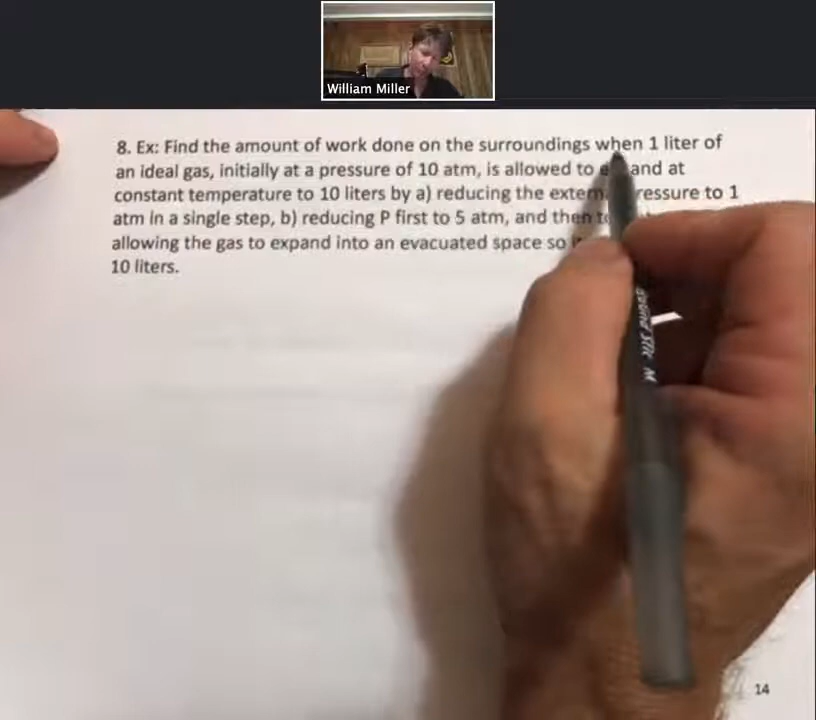 William Miller
8. Ex: Find the amount of work done on the surroundings when 1 liter of
an ideal gas, initially at a pressure of 10 atm, is allowed to and at
constant temperature to 10 liters by a) reducing the extern ressure to 1
atm in a single step, b) reducing P first to 5 atm, and then
allowing the gas to expand into an evacuated space so
10 liters.
14